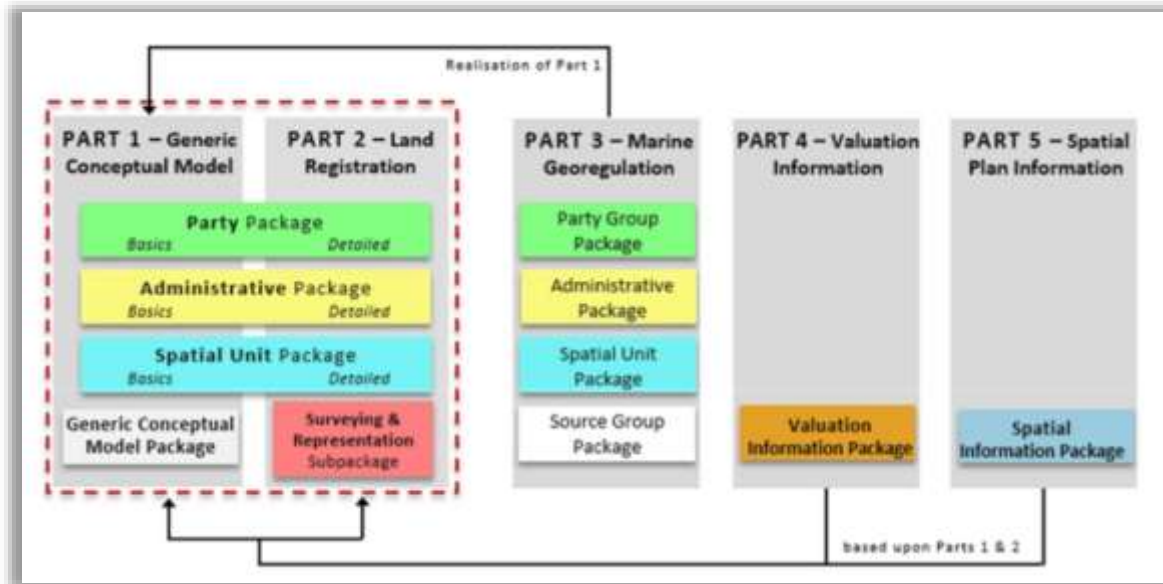 Realisation of Part 1
PART 1 – Generic
Conceptual Model
PART 2 – Land
Registration
Party Package
Basics
Detailed
Administrative Package
Basics
Detailed
Spatial Unit Package
Basics
Detailed
Generic Conceptual
Model Package
Surveying &
Representation
Subpackage
PART 3 – Marine
Georegulation
Party Group
Package
Administrative
Package
Spatial Unit
Package
Source Group
Package
PART 4 – Valuation
Information
Valuation
Information Package
PART 5 – Spatial
Plan Information
Spatial
Information Package
based upon Parts 1 & 2